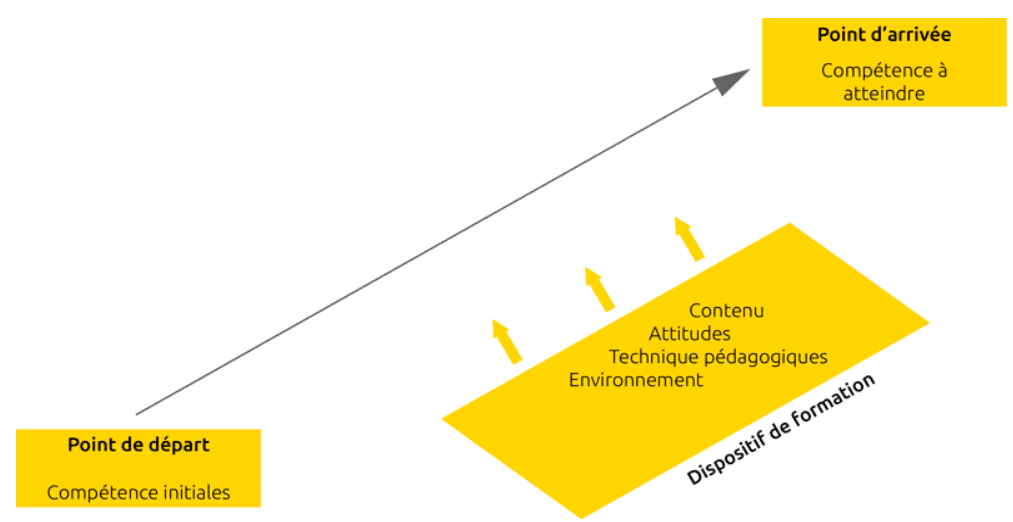 Point d’arrivée
Compétence à
atteindre
Contenu
Attitudes
Technique pédagogiques
Environnement
Dispositif de formation
Point de départ
Compétence initiales